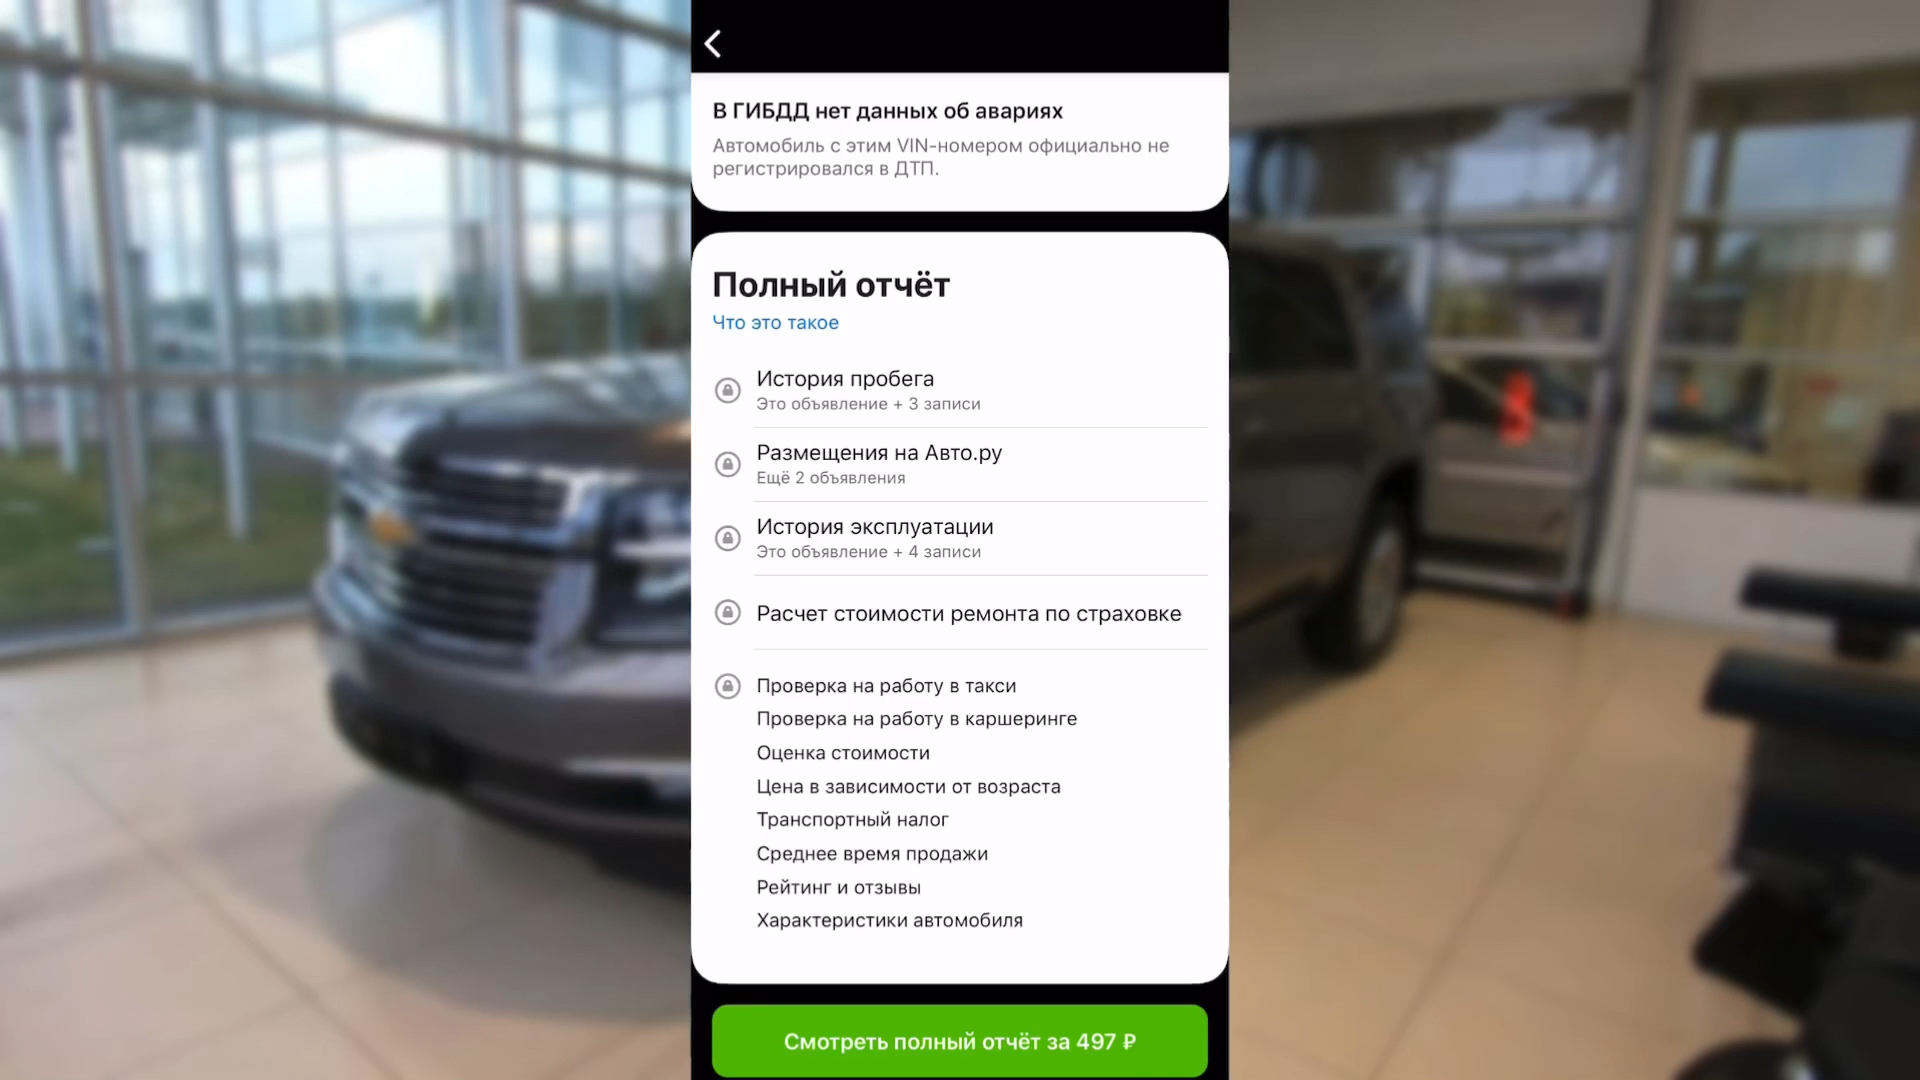 В ГИБДД нет данных об авариях
Автомобиль с этим VIN-номером официально не
регистрировался в ДТП.
Полный отчёт
Что это такое
История пробега
Это объявление + 3 записи
Размещения на Авто.ру
Ещё 2 объявления
История эксплуатации
Это объявление + 4 записи
Расчет стоимости ремонта по страховке
Проверка на работу в такси
Проверка на работу в каршеринге
Оценка стоимости
Цена в зависимости от возраста
Транспортный налог
Среднее время продажи
Рейтинг и отзывы
Характеристики автомобиля
Смотреть полный отчёт за 497 ₽